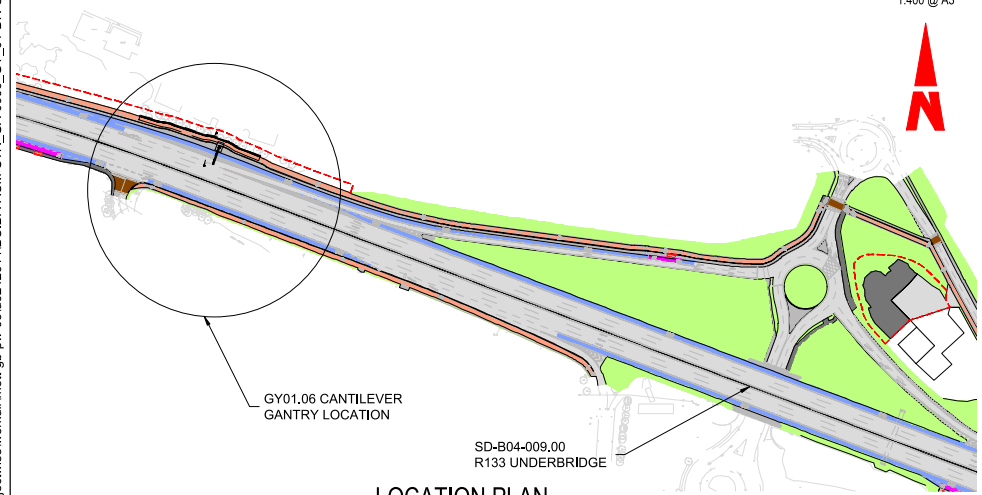 1:400 @ A3
N
GY01.06 CANTILEVER
GANTRY LOCATION
SD-B04-009.00
R133 UNDERBRIDGE
LOCATION PLAN